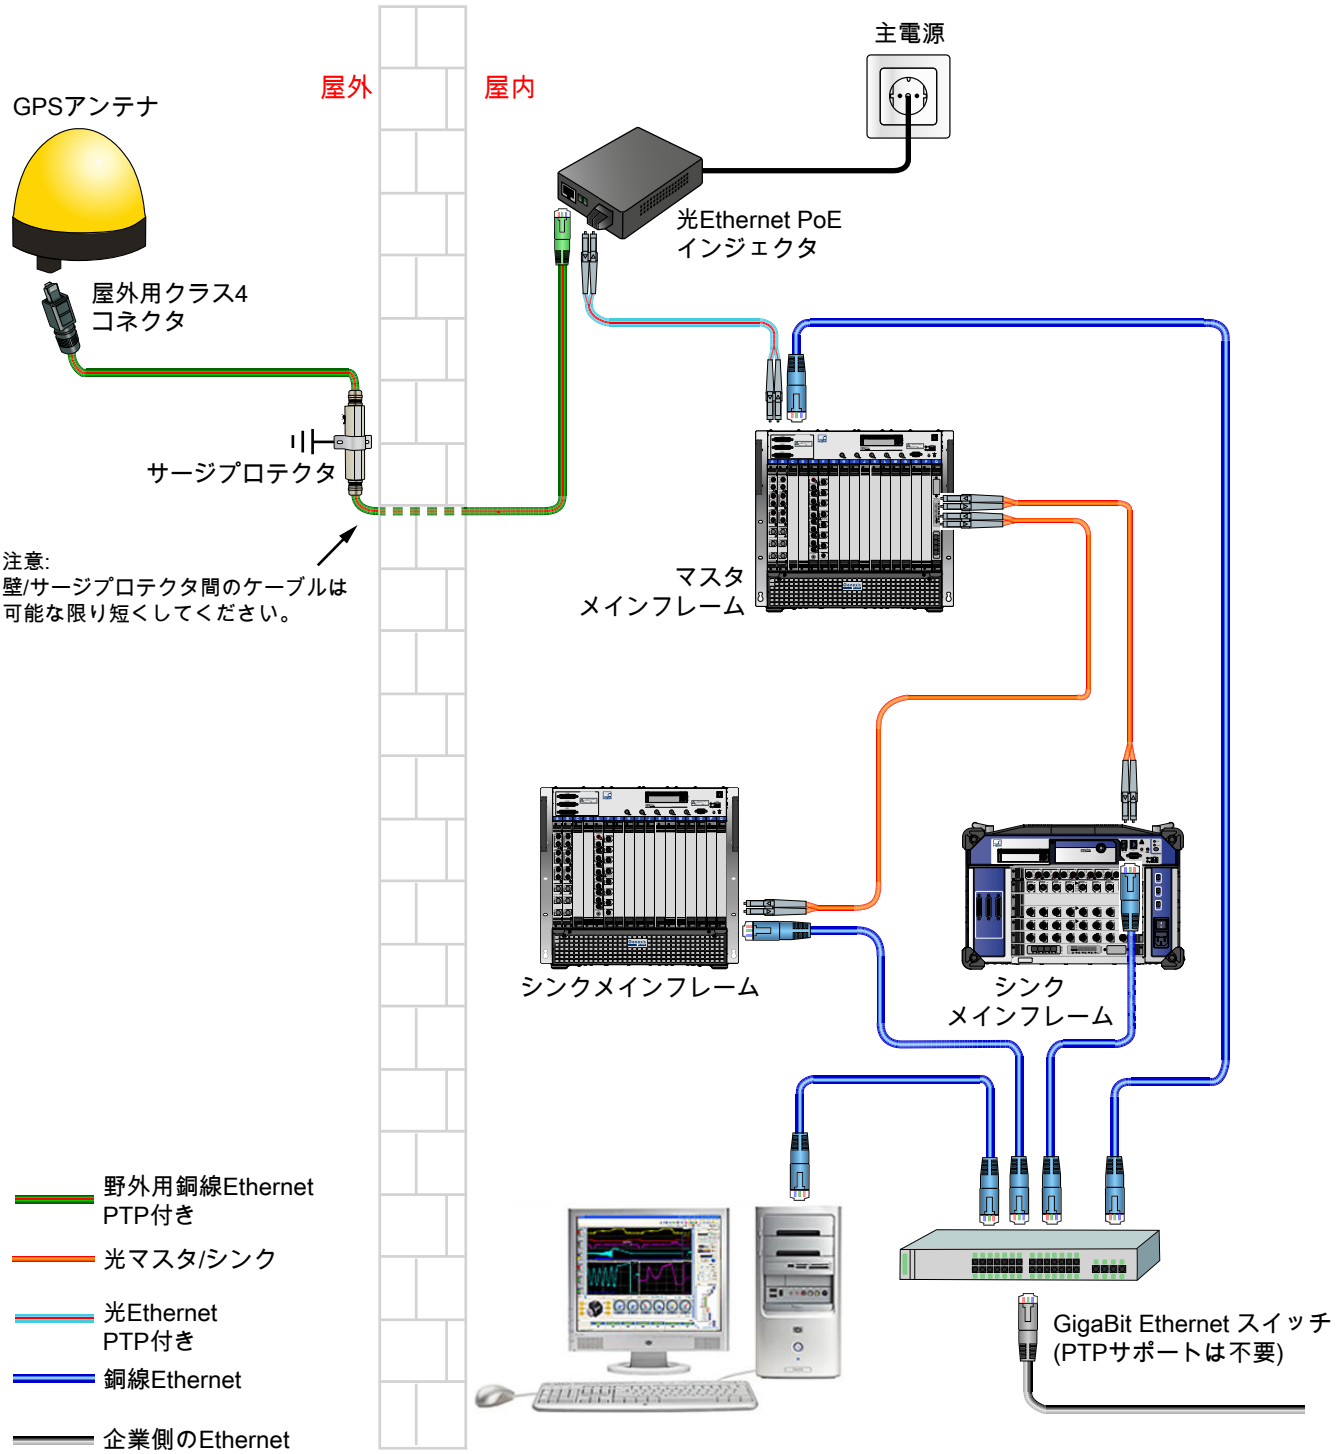 主電源
屋外
屋内
GPSアンテナ
光Ethernet PoE
インジェクタ
屋外用クラス4
コネクタ
サージプロテクタ
注意:
壁/サージプロテクタ間のケーブルは
可能な限り短くしてください。
マスタ
メインフレーム
シンクメインフレーム
シンク
メインフレーム
野外用銅線Ethernet
PTP付き
光マスタ/シンク
光Ethernet
PTP付き
銅線Ethernet
企業側のEthernet
GigaBit Ethernet スイッチ
(PTPサポートは不要)